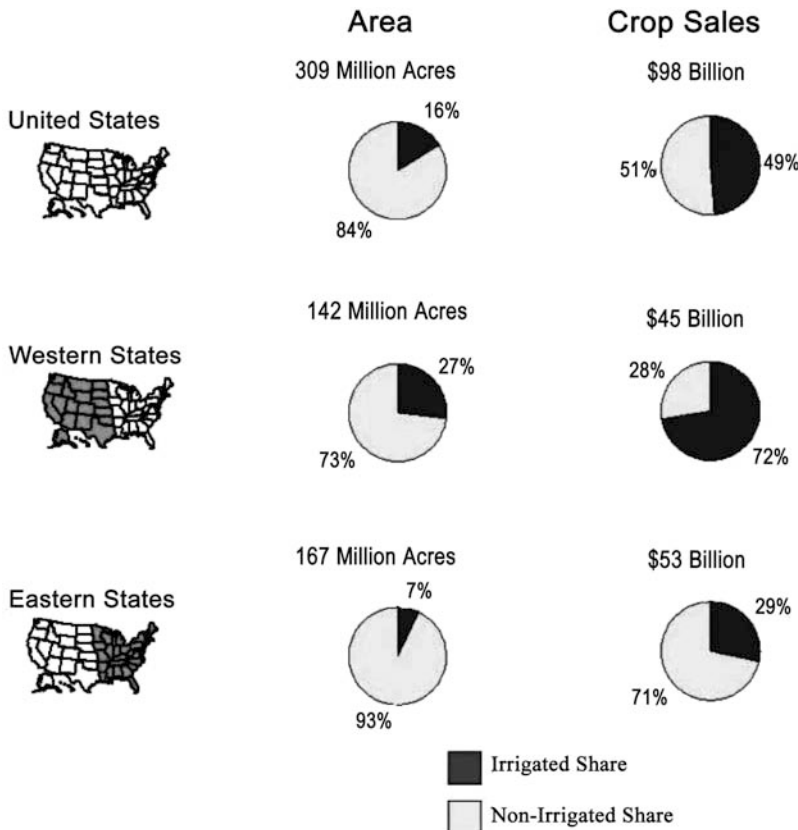 Area
Crop Sales
United States
309 Million Acres
16%
84%
$98 Billion
51%
49%
Western States
142 Million Acres
27%
73%
$45 Billion
28%
72%
Eastern States
167 Million Acres
7%
93%
$53 Billion
29%
71%
Irrigated Share
Non-Irrigated Share